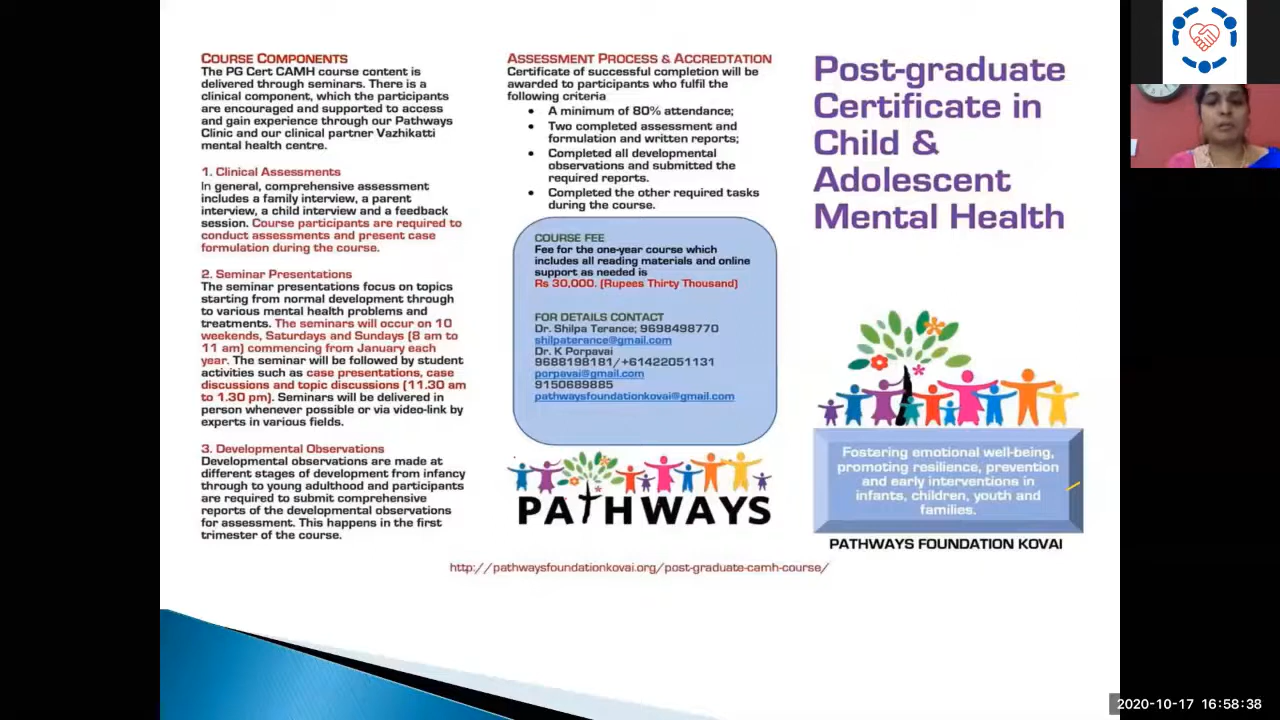 COURSE COMPONENTS
The PG Cert CAMH course content is
delivered through seminars. There is a
clinical component, which the participants
are encouraged and supported to access
and gain experience through our Pathways
Clinic and our clinical partner Vazhikatti
mental health centre.
1. Clinical Assessments
In general, comprehensive assessment
includes a family interview, a parent
interview, a child interview and a feedback
session. Course participants are required to
conduct assessments and present case
formulation during the course.
2. Seminar Presentations
The seminar presentations focus on topics
starting from normal development through
to various mental health problems and
treatments. The seminars will occur on 10
weekends, Saturdays and Sundays (8 am to
11 am) commencing from January each
year. The seminar will be followed by student
activities such as case presentations, case
discussions and topic discussions (11.30 am
to 1.30 pm). Seminars will be delivered in
person whenever possible or via video-link by
experts in various fields.
3. Developmental Observations
Developmental observations are made at
different stages of development from infancy
through to young adulthood and participants
are required to submit comprehensive
reports of the developmental observations
for assessment. This happens in the first
trimester of the course.
ASSESSMENT PROCESS & ACCREDTATION
Certificate of successful completion will be
awarded to participants who fulfil the
following criteria
• A minimum of 80% attendance;
• Two completed assessment and
formulation and written reports;
• Completed all developmental
observations and submitted the
required reports.
• Completed the other required tasks
during the course.
COURSE FEE
Fee for the one-year course which
includes all reading materials and online
support as needed is
Rs 30,000. (Rupees Thirty Thousand)
FOR DETAILS CONTACT
Dr. Shilpa Terance; 9698498770
shilpaterance@gmail.com
Dr. K Porpavai
9688198181/+61422051131
porpavai@gmail.com
9150689885
pathwaysfoundationkovai@gmail.com
PATHWAYS
Post-graduate
Certificate in
Child &
Adolescent
Mental Health
Fostering emotional well-being,
promoting resilience, prevention
and early interventions in
infants, children, youth and
families.
PATHWAYS FOUNDATION KOVAI
http://pathwaysfoundationkovai.org/post-graduate-camh-course/
2020-10-17 16:58:38